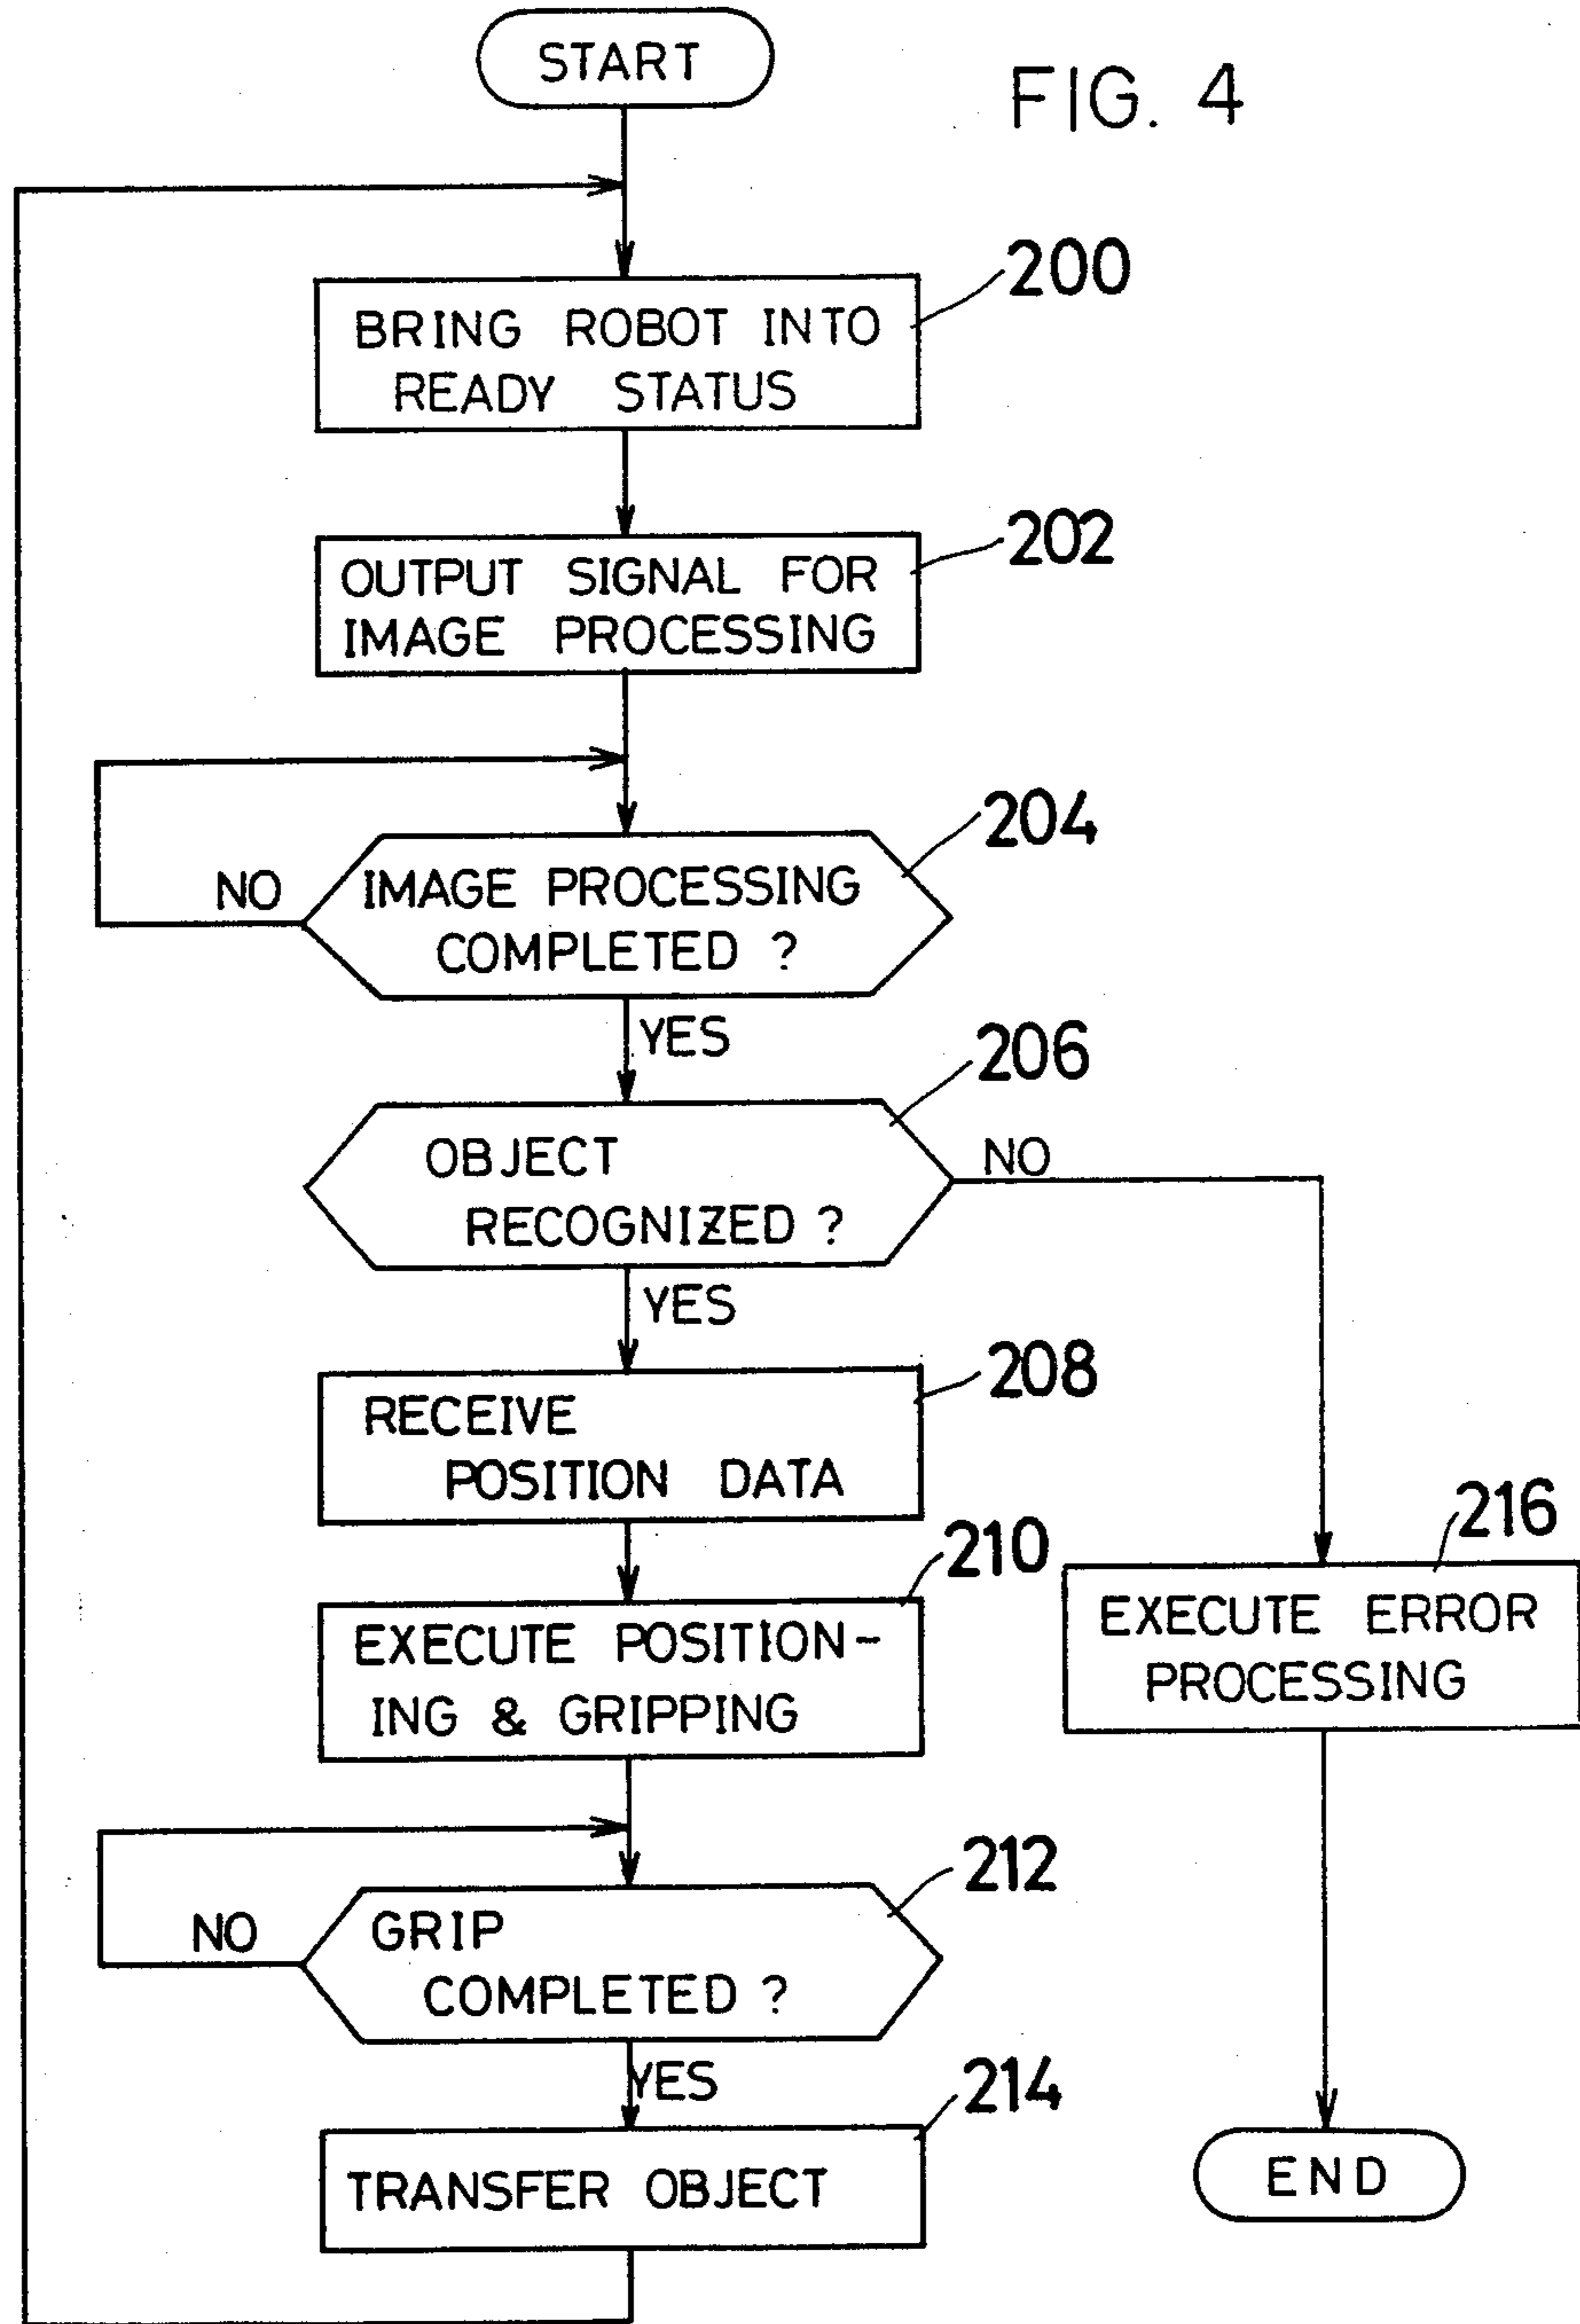 START
FIG. 4
200
BRING ROBOT INTO
READY STATUS
202
OUTPUT SIGNAL FOR
IMAGE PROCESSING
204
NO
IMAGE PROCESSING
COMPLETED ?
YES
206
OBJECT
RECOGNIZED ?
NO
YES
208
RECEIVE
POSITION DATA
210
EXECUTE POSITION-
ING & GRIPPING
216
EXECUTE ERROR
PROCESSING
212
NO
GRIP
COMPLETED ?
YES
214
TRANSFER OBJECT
END